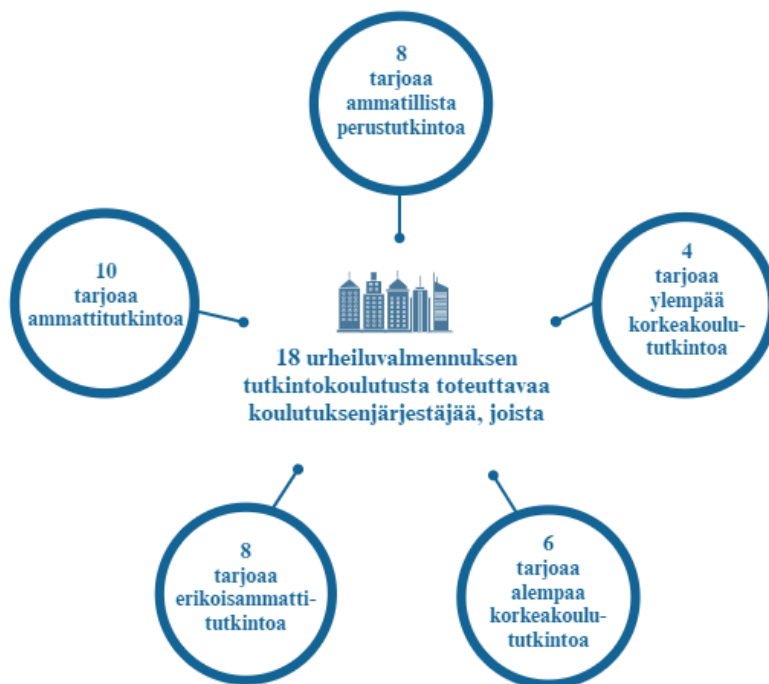 8
tarjoaa
ammatillista
perustutkintoa
10
tarjoaa
ammattitutkintoa
4
tarjoaa
ylempää
korkeakoulu-
tutkintoa
18 urheiluvalmennuksen
tutkintokoulutusta toteuttavaa
koulutuksenjärjestäjää, joista
8
tarjoaa
erikoisammatti-
tutkintoa
6
tarjoaa
alempaa
korkeakoulu-
tutkintoa